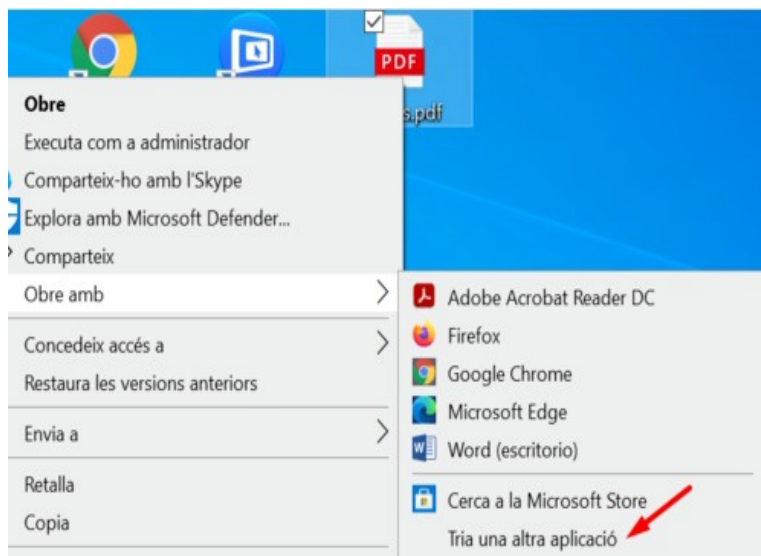 PDF
s.pdf
Obre
Executa com a administrador
Comparteix-ho amb l'Skype
Explora amb Microsoft Defender...
Comparteix
Obre amb
Concedeix accés a
Restaura les versions anteriors
Envia a
Retalla
Copia
Adobe Acrobat Reader DC
Firefox
Google Chrome
Microsoft Edge
Word (escritorio)
Cerca a la Microsoft Store
Tria una altra aplicació